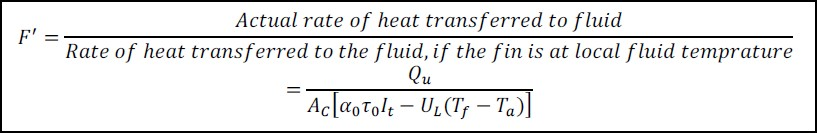 F′ = Actual rate of heat transferred to fluid / Rate of heat transferred to the fluid, if the fin is at local fluid temprature
= Q_u / A_C[α_0τ_0I_t − U_L(T_f − T_a)]